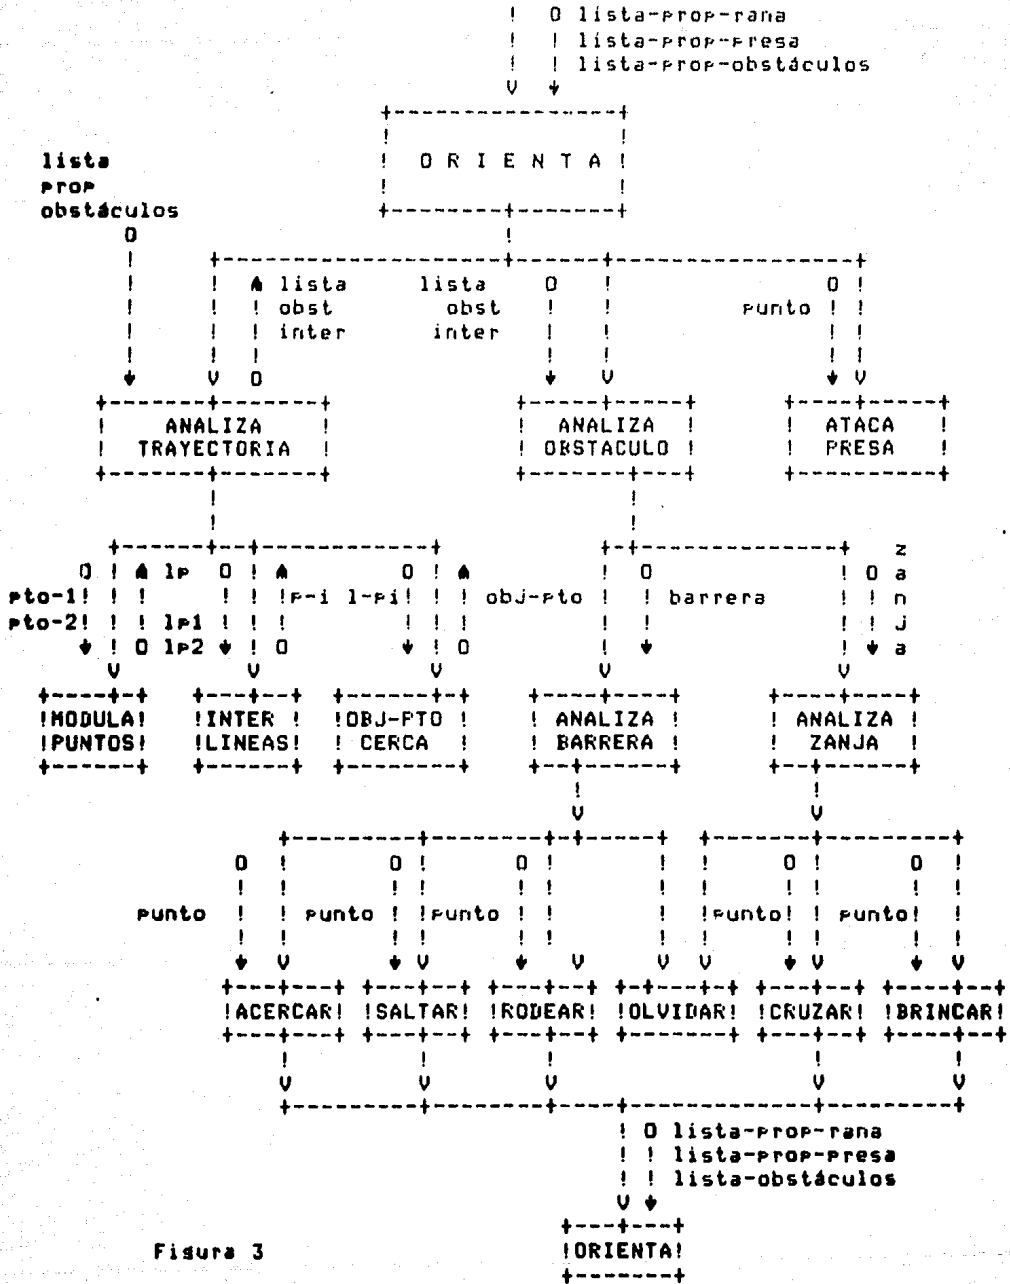 lista-prop-rana
lista-prop-presa
lista-prop-obstáculos
O R I E N T A
lista
prop
obstáculos
lista
obst
inter
lista
obst
inter
punto
ANALIZA
TRAYECTORIA
ANALIZA
OBSTACULO
ATACA
PRESA
pto-1
pto-2
lp
lp1
lp2
p-i
l-pi
obj-pto
barrera
zanja
MODULA
PUNTOS
INTER
LINEAS
OBJ-PTO
CERCA
ANALIZA
BARRERA
ANALIZA
ZANJA
punto
punto
punto
punto
punto
ACERCAR
SALTAR
RODEAR
OLVIDAR
CRUZAR
BRINCAR
lista-prop-rana
lista-prop-presa
lista-obstáculos
ORIENTA
Figura 3